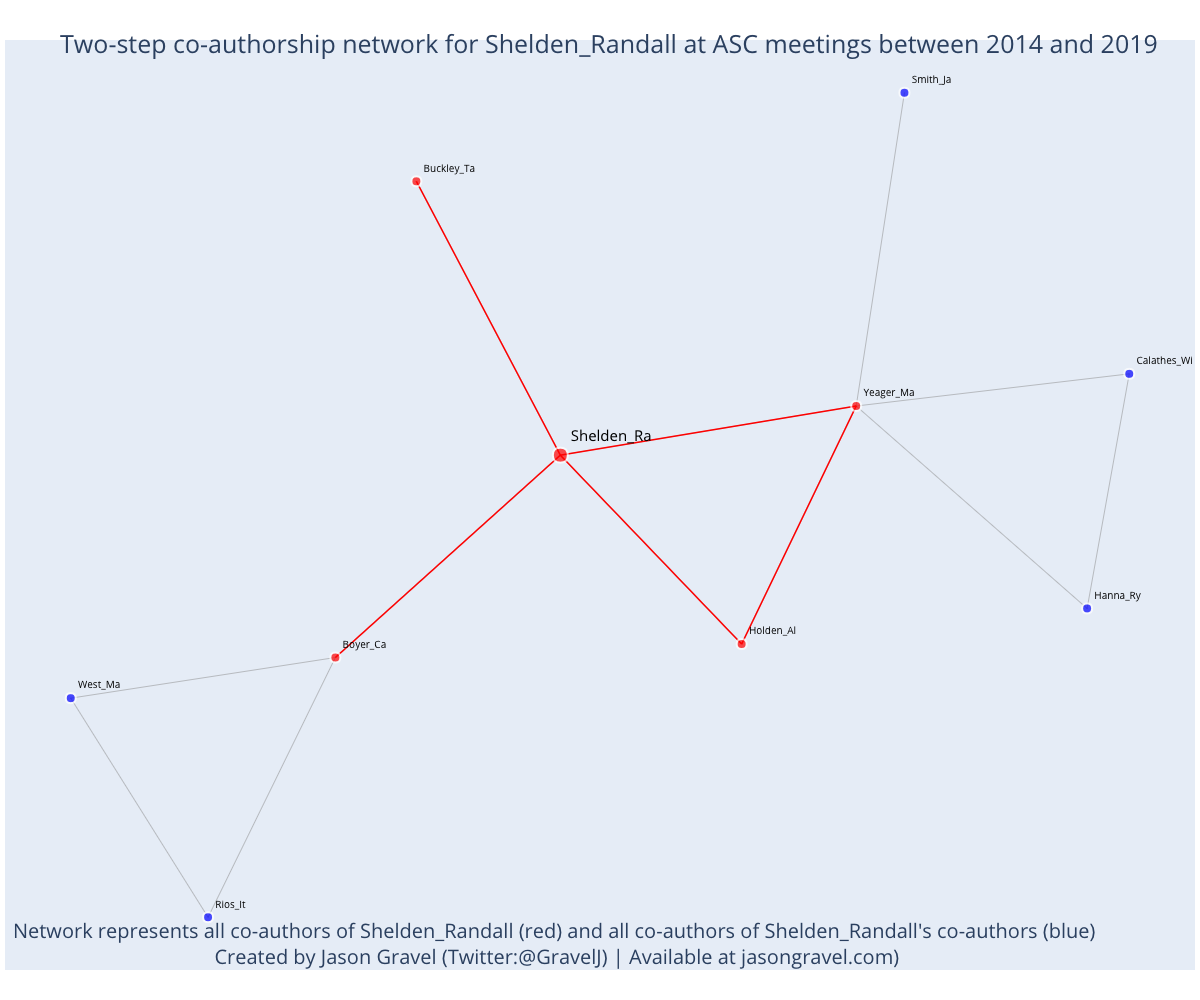 Two-step co-authorship network for Shelden_Randall at ASC meetings between 2014 and 2019
Smith_Ja
Buckley_Ta
Calathes_Wi
Yeager_Ma
Shelden_Ra
Hanna_Ry
Holden_Al
Boyer_Ca
West_Ma
Rios_It
Network represents all co-authors of Shelden_Randall (red) and all co-authors of Shelden_Randall's co-authors (blue)
Created by Jason Gravel (Twitter:@GravelJ) | Available at jasongravel.com)